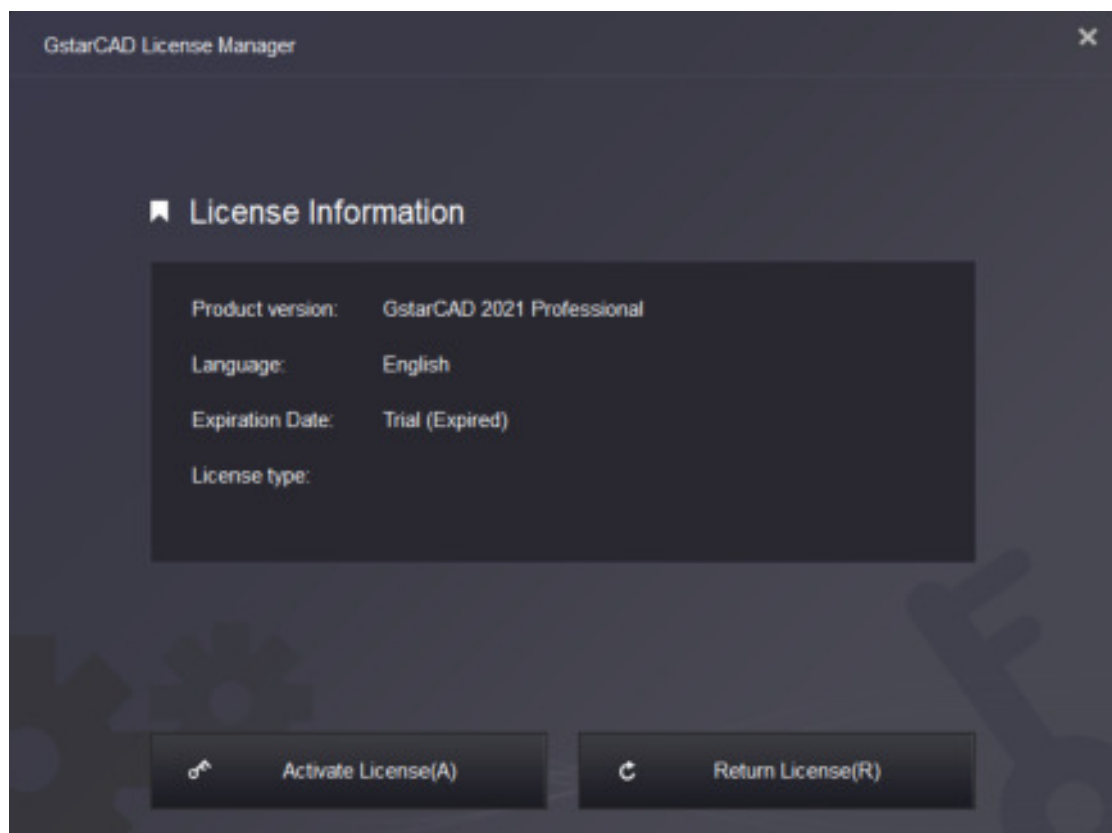 GstarCAD License Manager
License Information
Product version: GstarCAD 2021 Professional
Language: English
Expiration Date: Trial (Expired)
License type:
Activate License(A) Return License(R)